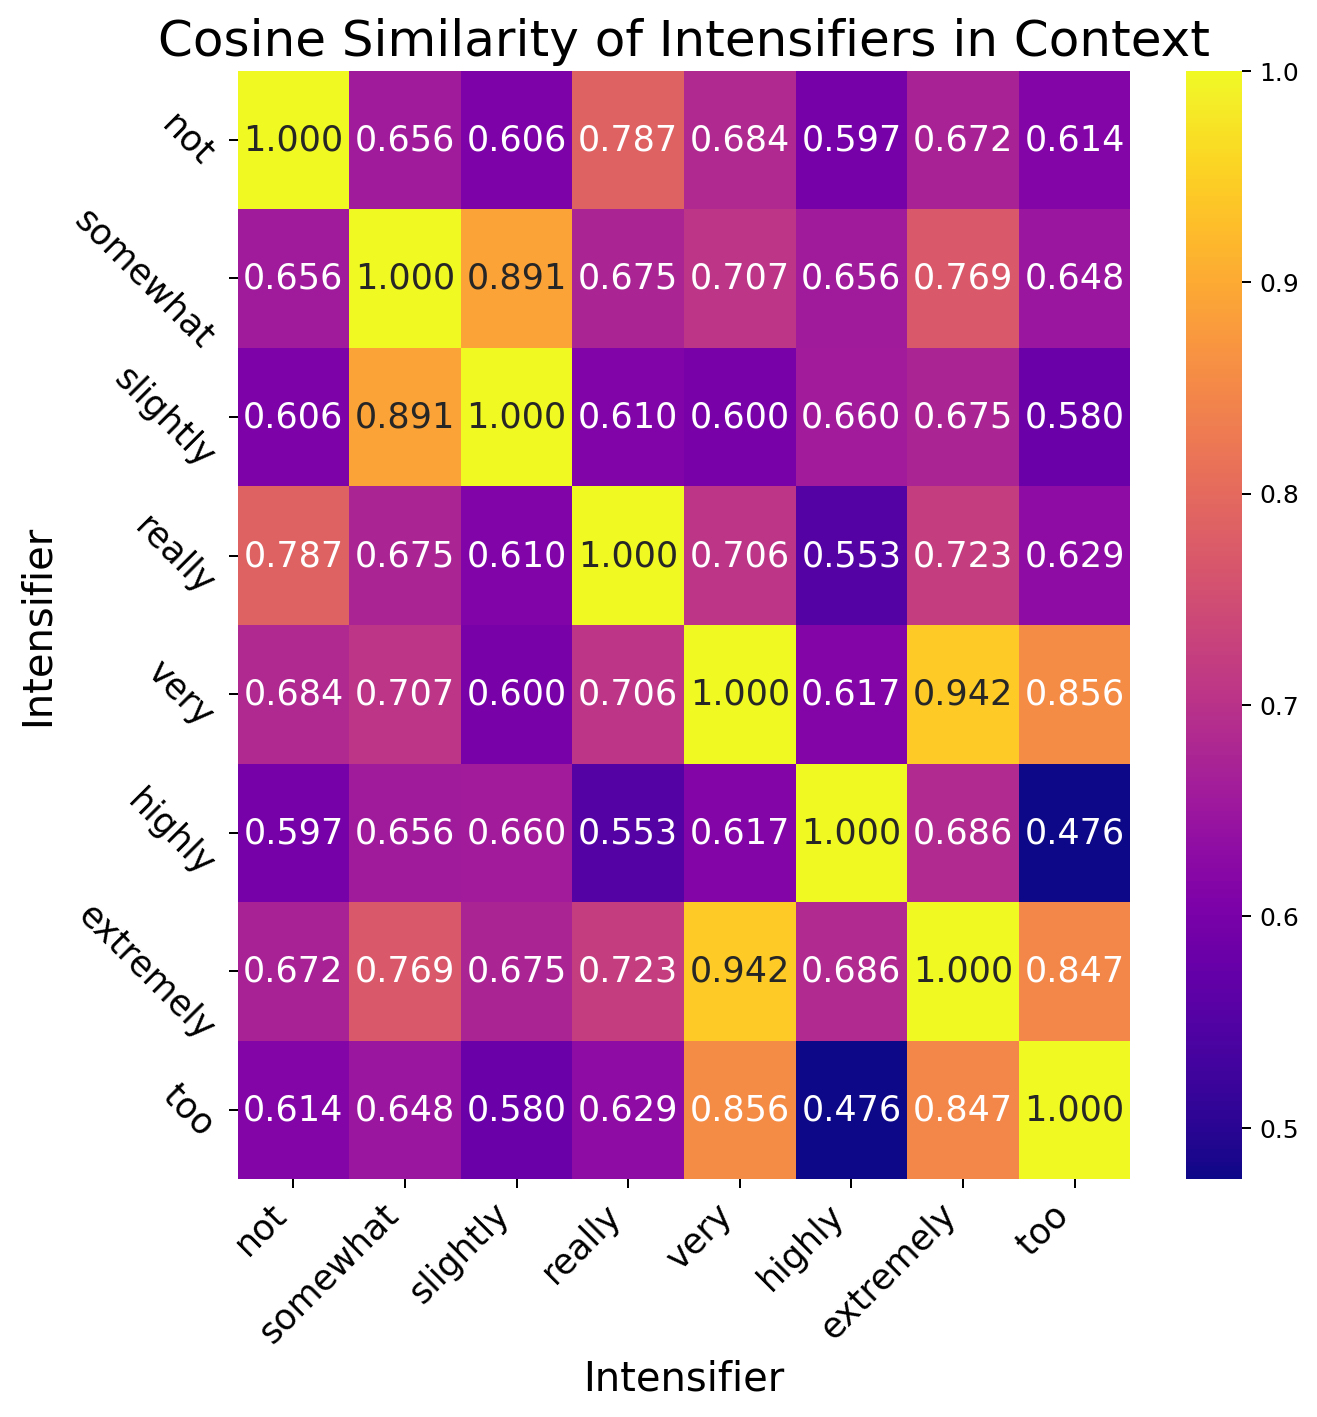 Cosine Similarity of Intensifiers in Context
not 1.000 0.656 0.606 0.787 0.684 0.597 0.672 0.614
somewhat 0.656 1.000 0.891 0.675 0.707 0.656 0.769 0.648
slightly 0.606 0.891 1.000 0.610 0.600 0.660 0.675 0.580
really 0.787 0.675 0.610 1.000 0.706 0.553 0.723 0.629
very 0.684 0.707 0.600 0.706 1.000 0.617 0.942 0.856
highly 0.597 0.656 0.660 0.553 0.617 1.000 0.686 0.476
extremely 0.672 0.769 0.675 0.723 0.942 0.686 1.000 0.847
too 0.614 0.648 0.580 0.629 0.856 0.476 0.847 1.000
not somewhat slightly really very highly extremely too
Intensifier
Intensifier
1.0
0.9
0.8
0.7
0.6
0.5